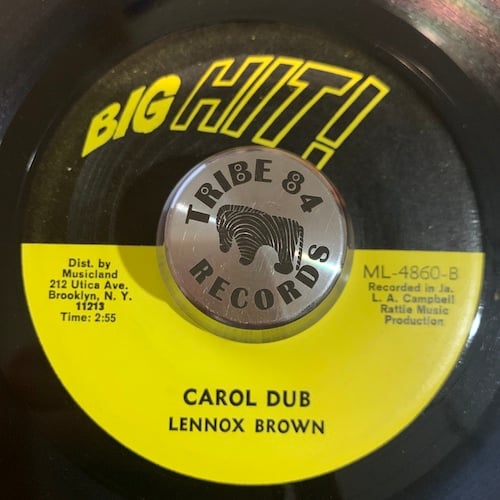 BIG HIT!
TRIBE 84
RECORDS
Dist. by
Musicland
212 Utica Ave.
Brooklyn, N. Y.
11213
Time: 2:55
ML-4860-B
Recorded in Ja.
L. A. Campbell
Rattie Music
Production
CAROL DUB
LENNOX BROWN